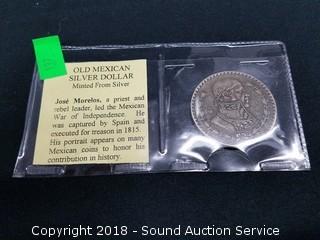 OLD MEXICAN
SILVER DOLLAR
Minted From Silver
José Morelos, a priest and
rebel leader, led the Mexican
War of Independence. He
was captured by Spain and
executed for treason in 1815.
His portrait appears on many
Mexican coins to honor his
contribution in history.
Copyright 2018 - Sound Auction Service